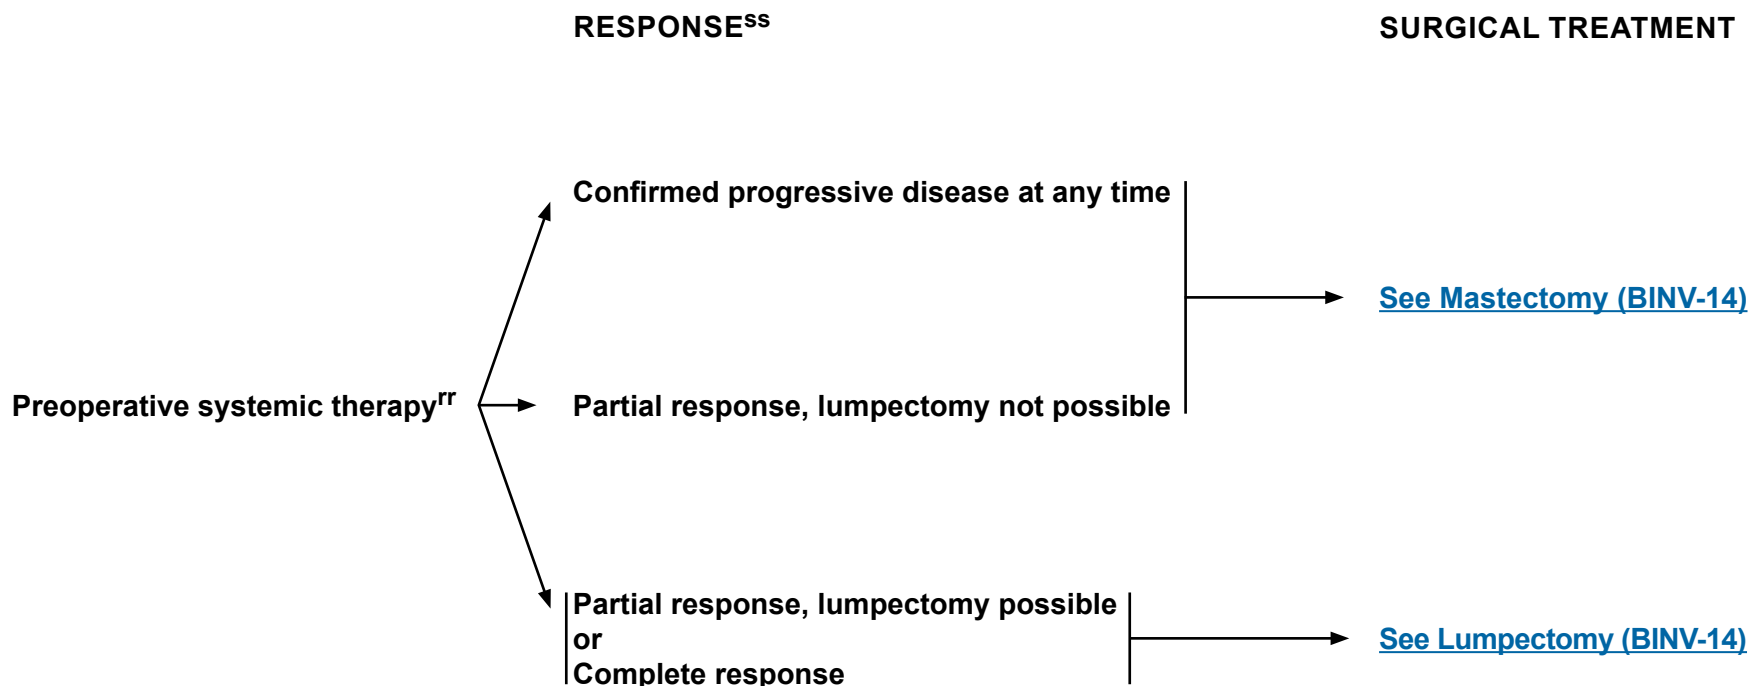 RESPONSEss
SURGICAL TREATMENT
Confirmed progressive disease at any time
See Mastectomy (BINV-14)
Preoperative systemic therapyrr
Partial response, lumpectomy not possible
Partial response, lumpectomy possible
or
Complete response
See Lumpectomy (BINV-14)